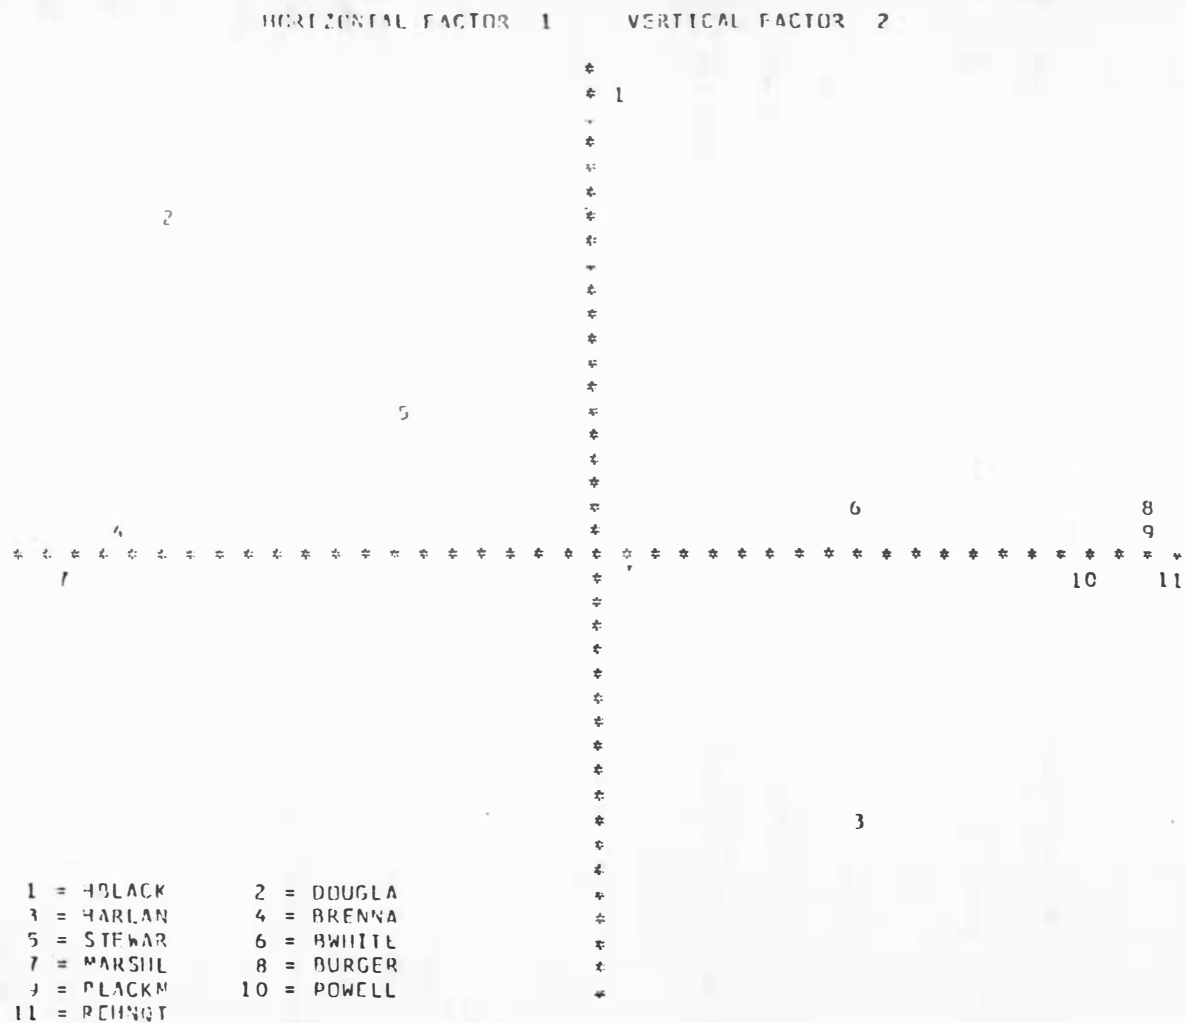 HORIZONTAL FACTOR 1 VERTICAL FACTOR 2
1
2
5
6 8
4 9
7 10 11
3
1 = HBLACK 2 = DOUGLA
3 = HARLAN 4 = BRENNA
5 = STEWAR 6 = BWHITE
7 = MARSHL 8 = BURGER
9 = BLACKM 10 = POWELL
11 = REHNQT